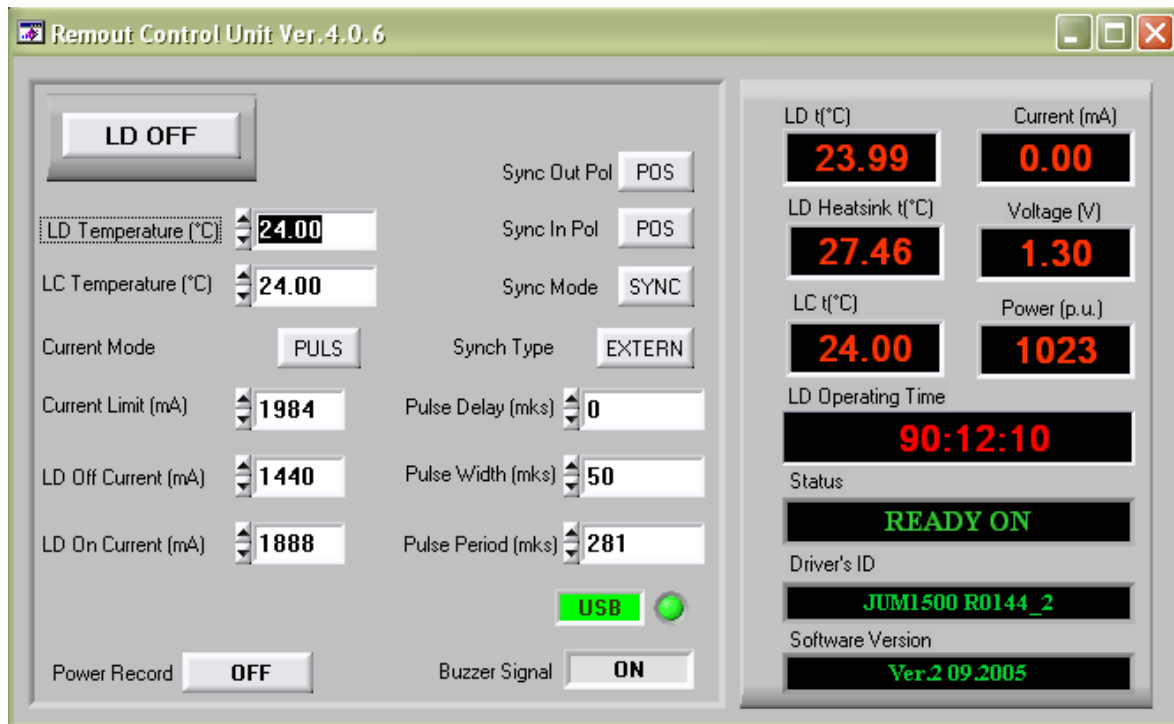 Remout Control Unit Ver.4.0.6
LD OFF
Sync Out Pol POS
LD Temperature (°C) 24.00
Sync In Pol POS
LC Temperature (°C) 24.00
Sync Mode SYNC
Current Mode PULS
Synch Type EXTERN
Current Limit (mA) 1984
Pulse Delay (mks) 0
LD Off Current (mA) 1440
Pulse Width (mks) 50
LD On Current (mA) 1888
Pulse Period (mks) 281
USB
Power Record OFF
Buzzer Signal ON
LD t(°C)
23.99
Current (mA)
0.00
LD Heatsink t(°C)
27.46
Voltage (V)
1.30
LC t(°C)
24.00
Power (p.u.)
1023
LD Operating Time
90:12:10
Status
READY ON
Driver's ID
JUM1500 R0144_2
Software Version
Ver.2 09.2005